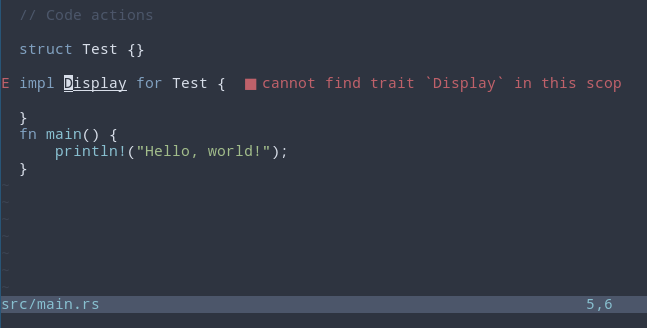 // Code actions
struct Test {}
E impl Display for Test { ■ cannot find trait `Display` in this scop
}
fn main() {
    println!("Hello, world!");
}
~
~
~
~
~
~
~
src/main.rs 5,6